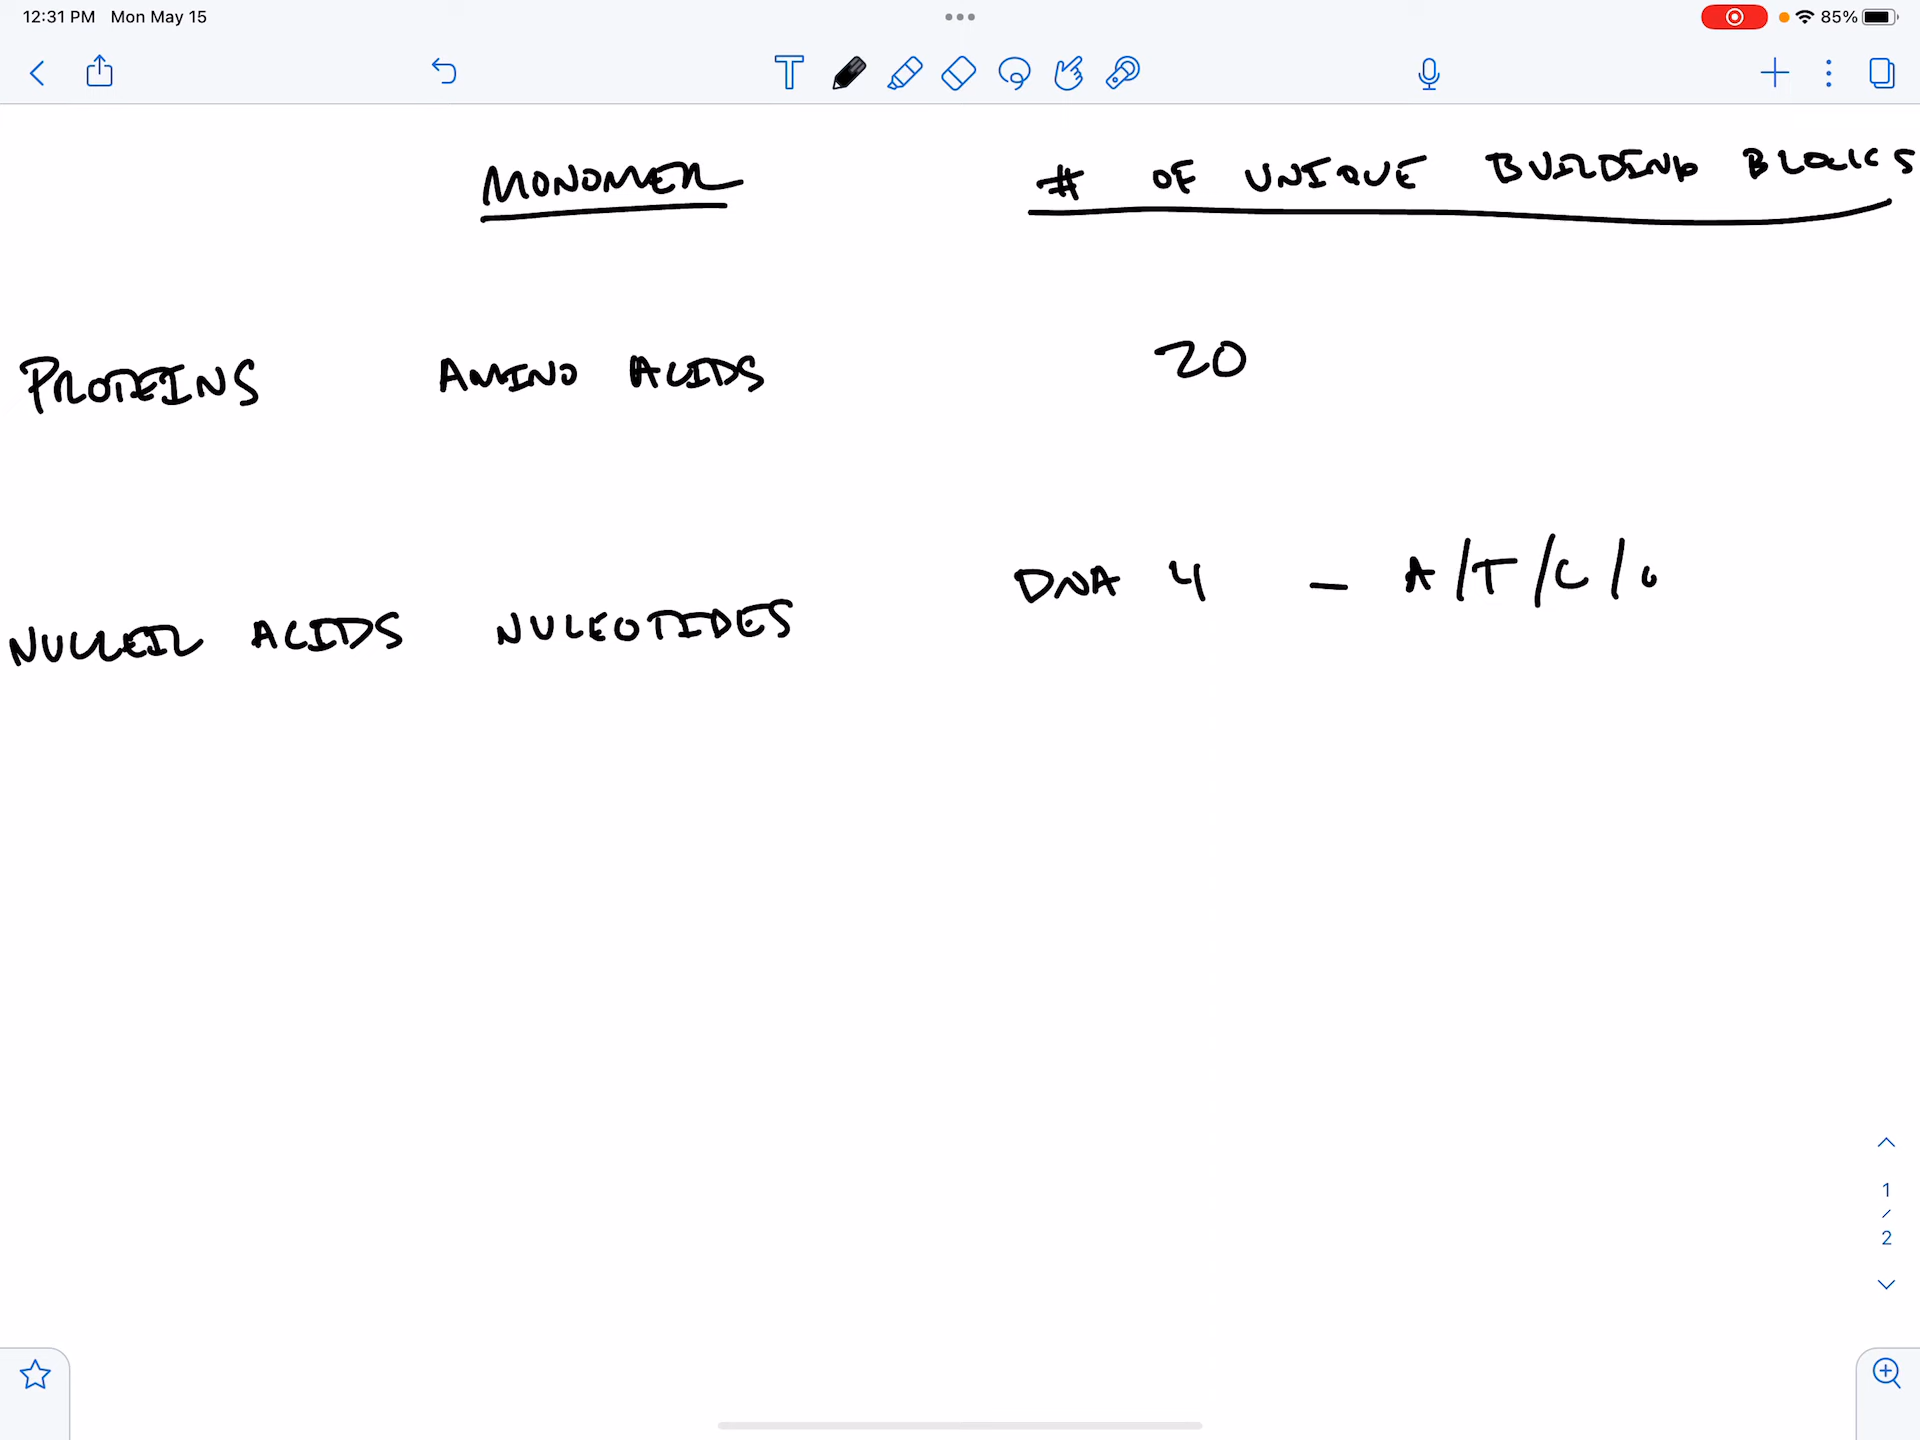 12:31 PM Mon May 15 85%
MONOMER # OF UNIQUE BUILDING BLOCKS
PROTEINS AMINO ACIDS 20
DNA 4 – A/T/C/
NUCLEIC ACIDS NUCLEOTIDES
1
/
2